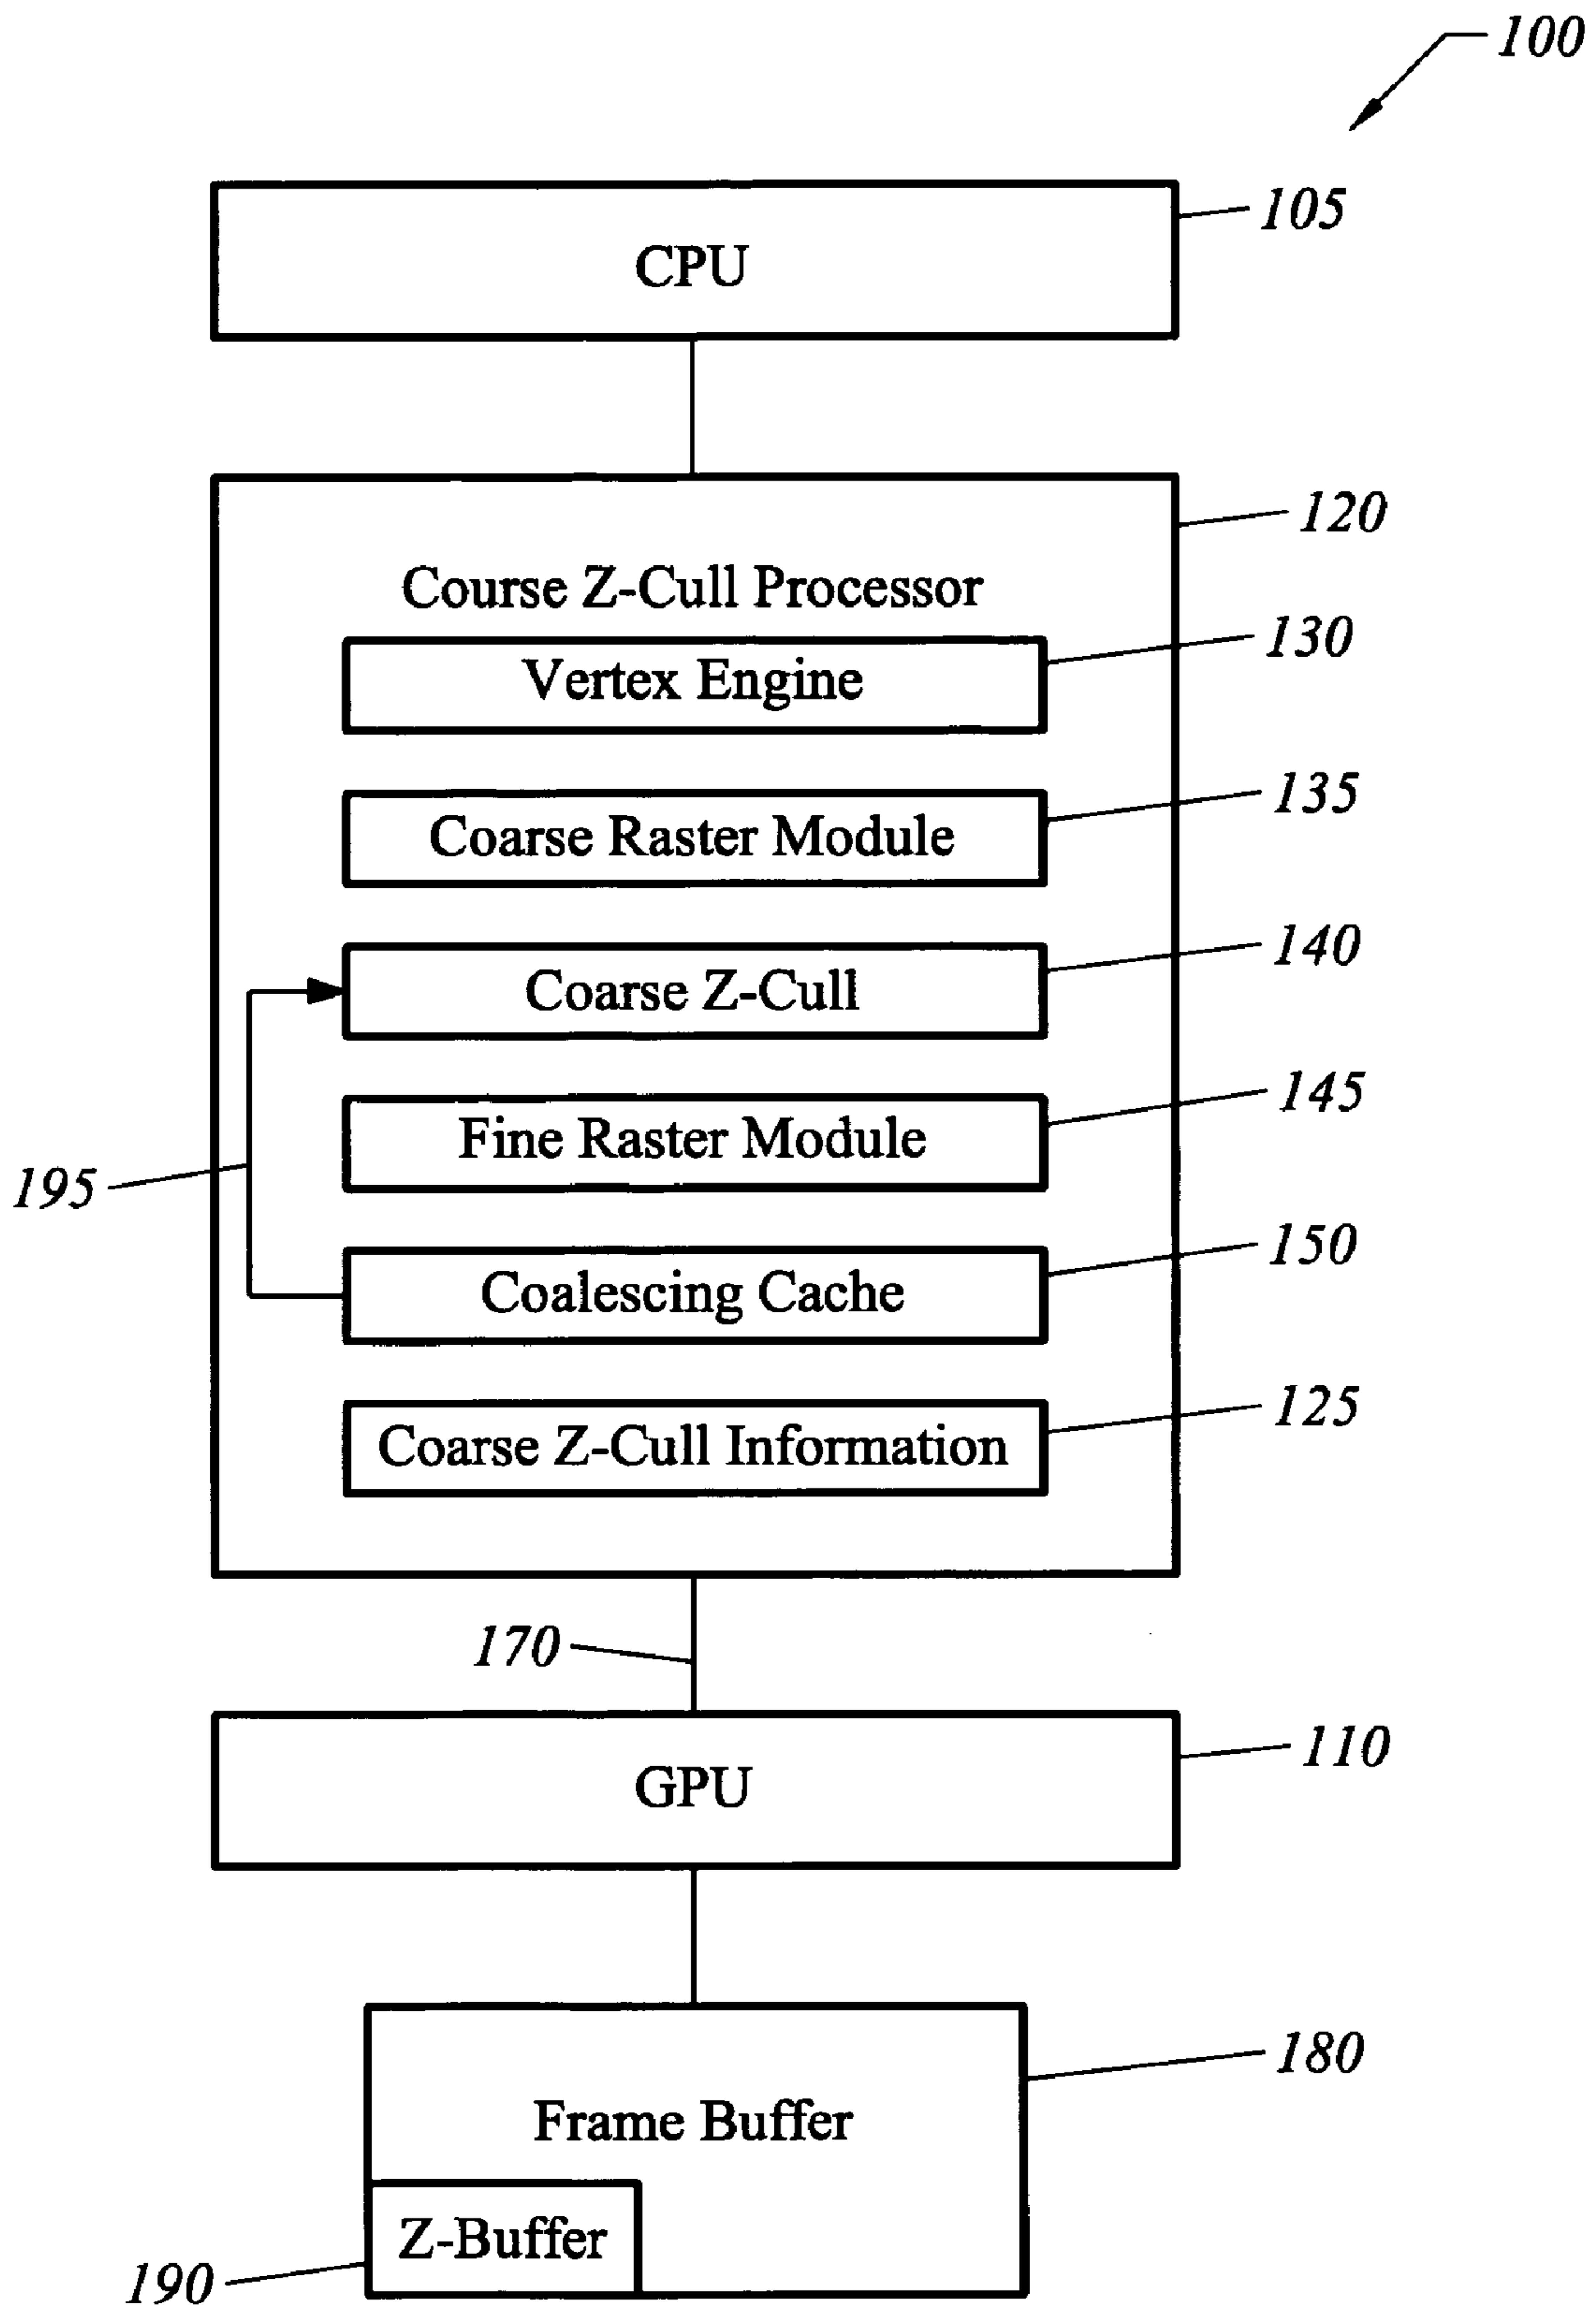 100
105
CPU
120
Course Z-Cull Processor
130
Vertex Engine
135
Coarse Raster Module
140
Coarse Z-Cull
145
Fine Raster Module
195
150
Coalescing Cache
125
Coarse Z-Cull Information
170
110
GPU
180
Frame Buffer
Z-Buffer
190